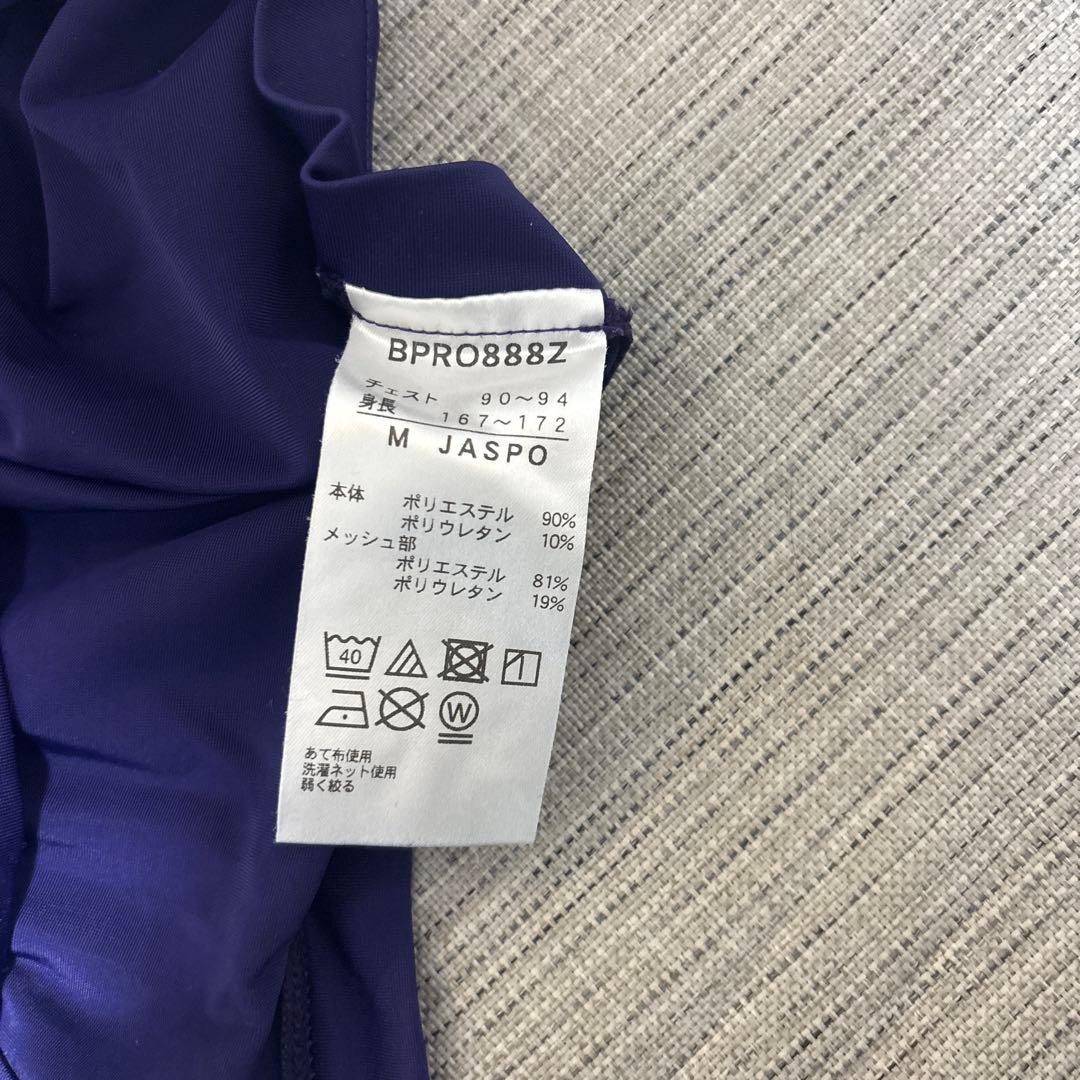 BPRO888Z
チェスト 90～94
身長 167～172
M JASPO
本体 ポリエステル 90%
ポリウレタン 10%
メッシュ部
ポリエステル 81%
ポリウレタン 19%
40
W
あて布使用
洗濯ネット使用
弱く絞る